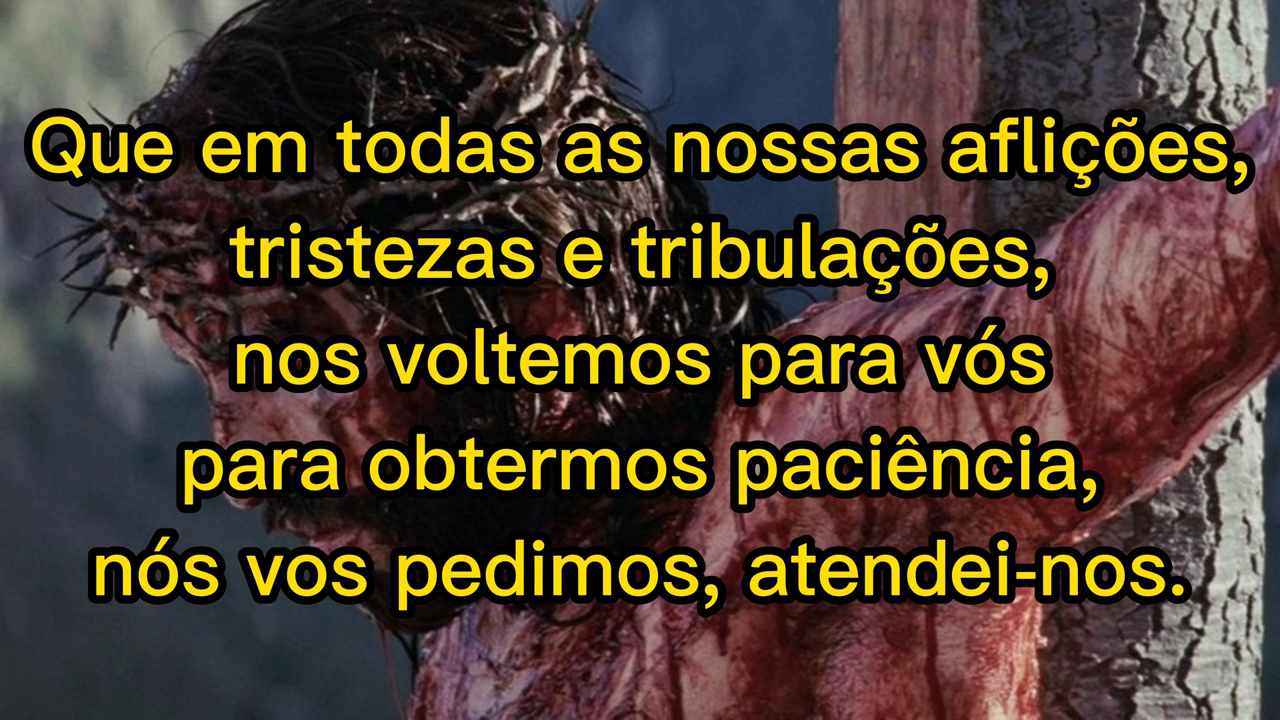 Que em todas as nossas aflições,
tristezas e tribulações,
nos voltemos para vós
para obtermos paciência,
nós vos pedimos, atendei-nos.